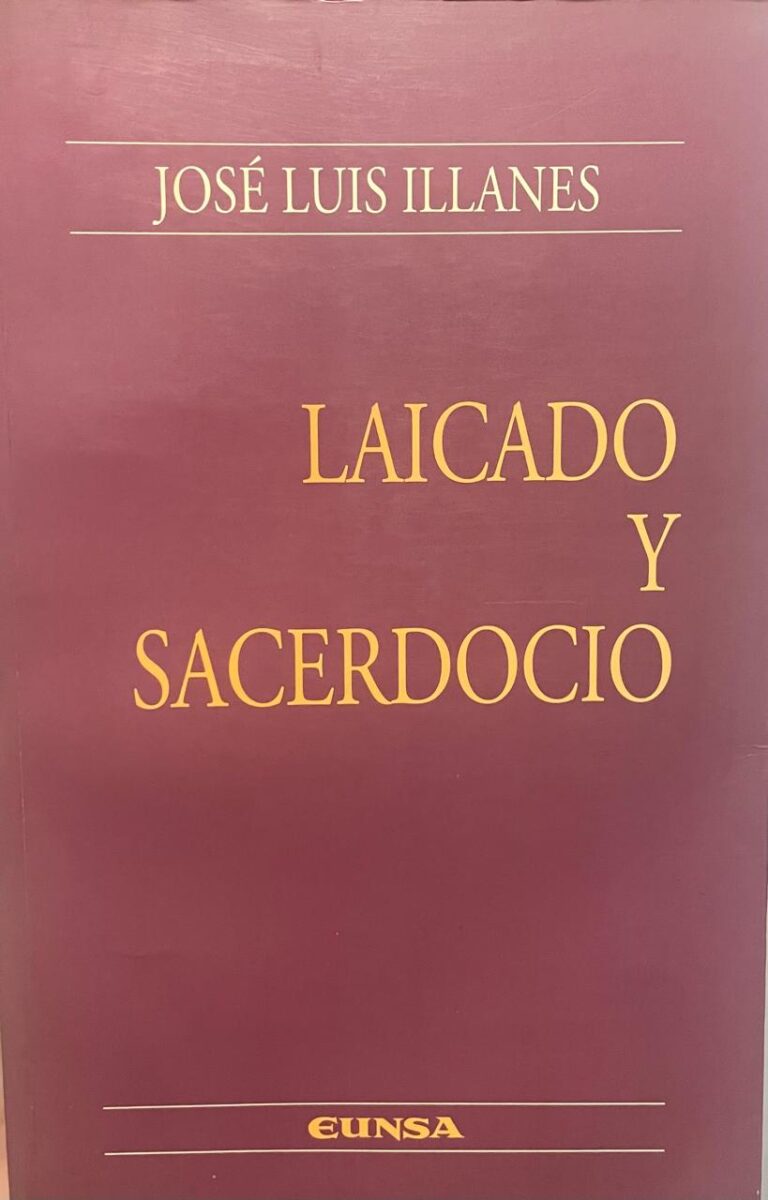 JOSÉ LUIS ILLANES
LAICADO
Y
SACERDOCIO
EUNSA